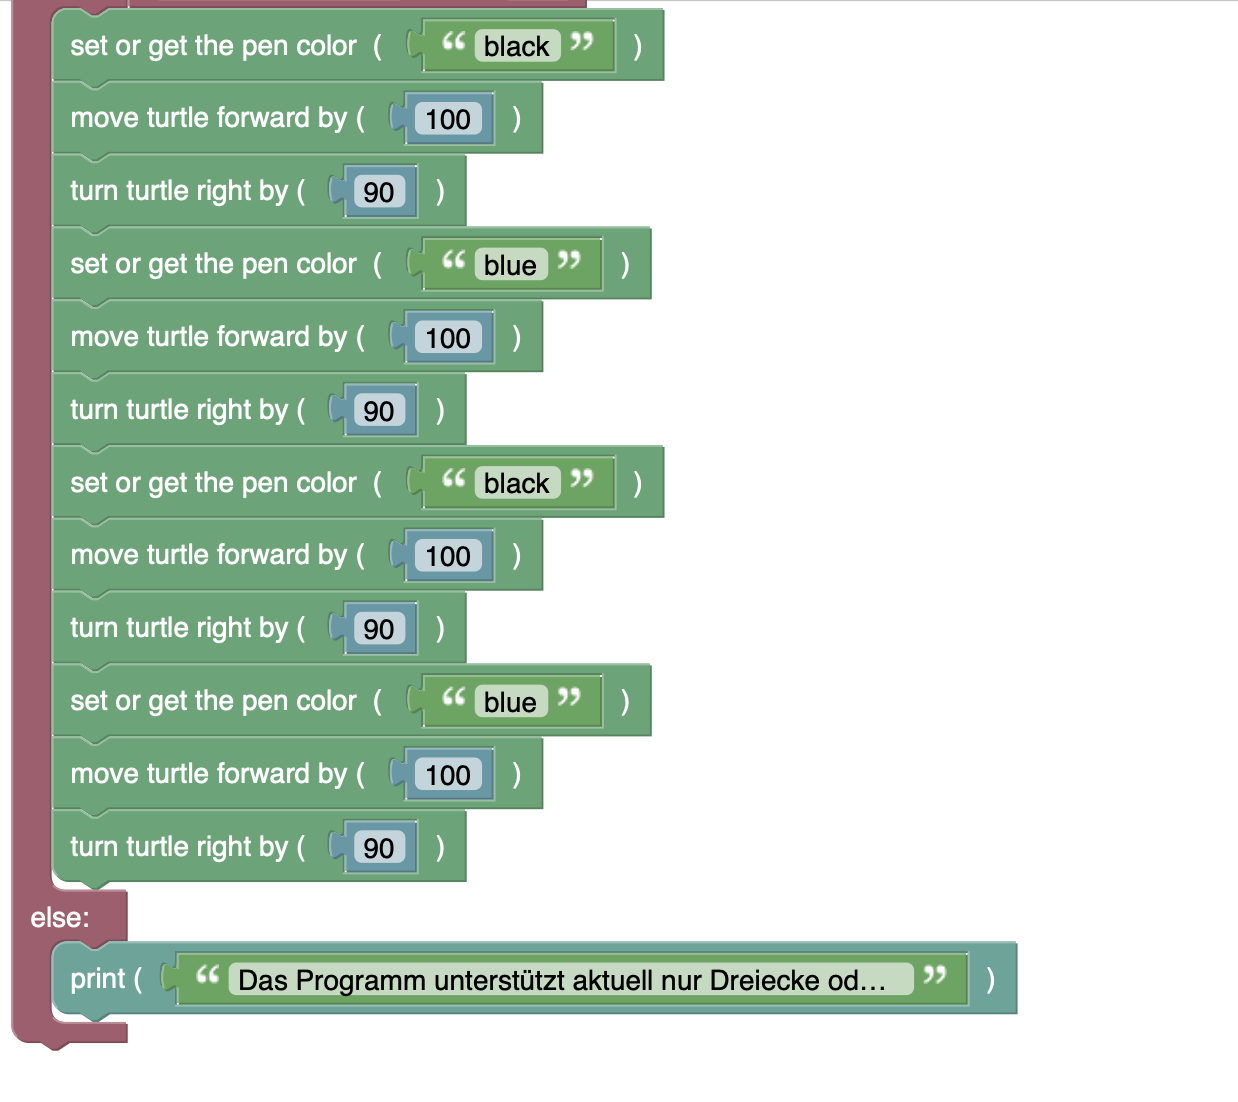 set or get the pen color ( “ black ” )
move turtle forward by ( 100 )
turn turtle right by ( 90 )
set or get the pen color ( “ blue ” )
move turtle forward by ( 100 )
turn turtle right by ( 90 )
set or get the pen color ( “ black ” )
move turtle forward by ( 100 )
turn turtle right by ( 90 )
set or get the pen color ( “ blue ” )
move turtle forward by ( 100 )
turn turtle right by ( 90 )
else:
print ( “ Das Programm unterstützt aktuell nur Dreiecke od... ” )